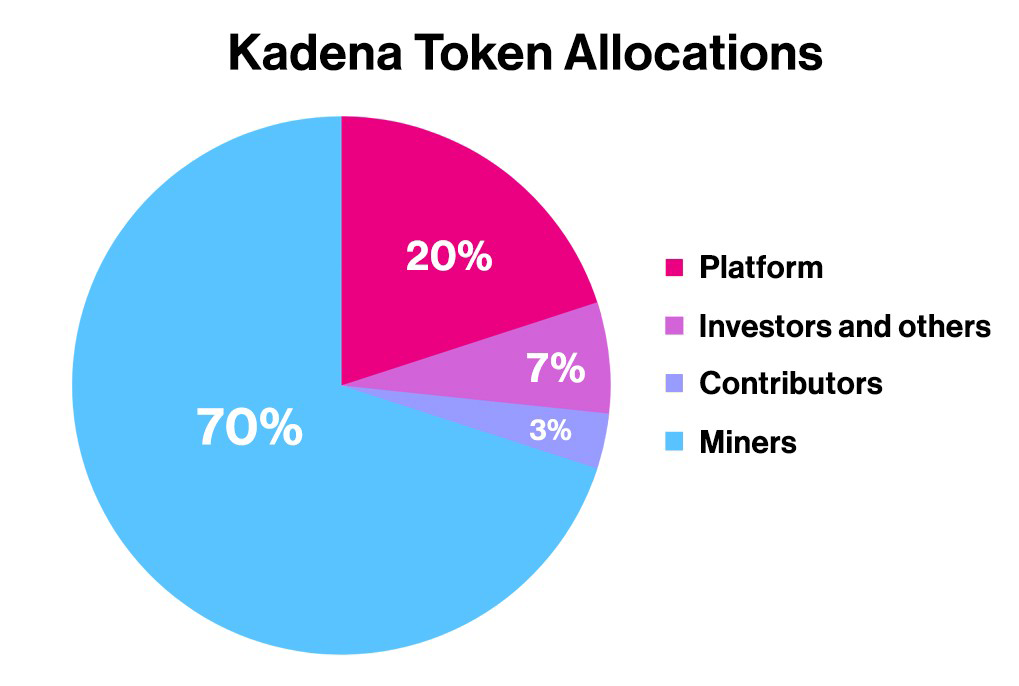 Kadena Token Allocations
20%
7%
3%
70%
Platform
Investors and others
Contributors
Miners